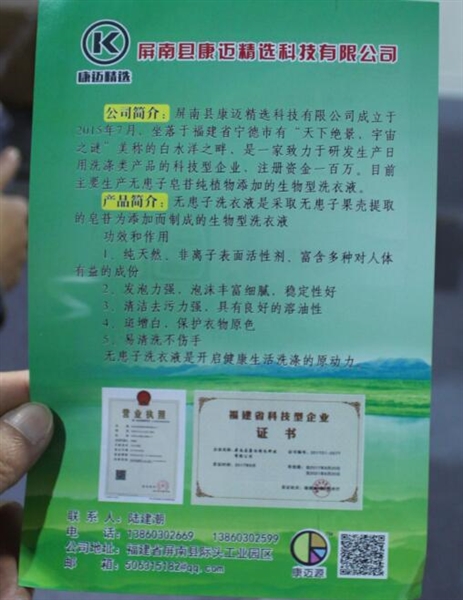 康迈精选
屏南县康迈精选科技有限公司
公司简介：屏南县康迈精选科技有限公司成立于
2015年7月，坐落于福建省宁德市有“天下绝景，宇宙
之谜”美称的白水洋之畔，是一家致力于研发生产日
用洗涤类产品的科技型企业，注册资金一百万。目前
主要生产无患子皂苷纯植物添加的生物型洗衣液。
产品简介：无患子洗衣液是采取无患子果壳提取
的皂苷为添加而制成的生物型洗衣液
功效和作用
1、纯天然、非离子表面活性剂，富含多种对人体
有益的成份
2、发泡力强，泡沫丰富细腻，稳定性好
3、清洁去污力强，具有良好的溶油性
4、斑增白，保护衣物原色
5、易清洗不伤手
无患子洗衣液是开启健康生活洗涤的原动力
营业执照
福建省科技型企业
证书
联系人：陆建潮
电话：13860302669 13860302599
公司地址：福建省屏南县际头工业园区
邮箱：505315182@qq.com
康迈源